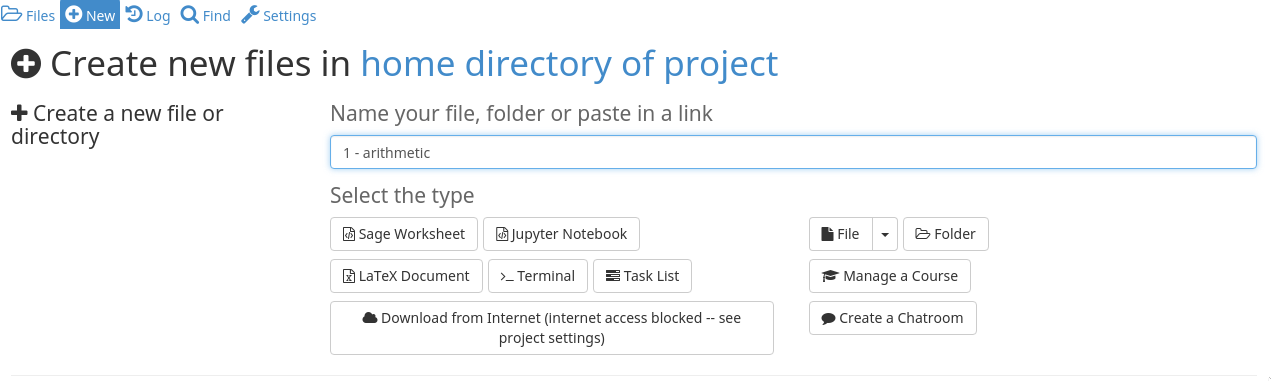 Files New Log Find Settings
Create new files in home directory of project
Create a new file or
directory
Name your file, folder or paste in a link
1 - arithmetic
Select the type
Sage Worksheet Jupyter Notebook File Folder
LaTeX Document Terminal Task List Manage a Course
Download from Internet (internet access blocked -- see
project settings)
Create a Chatroom